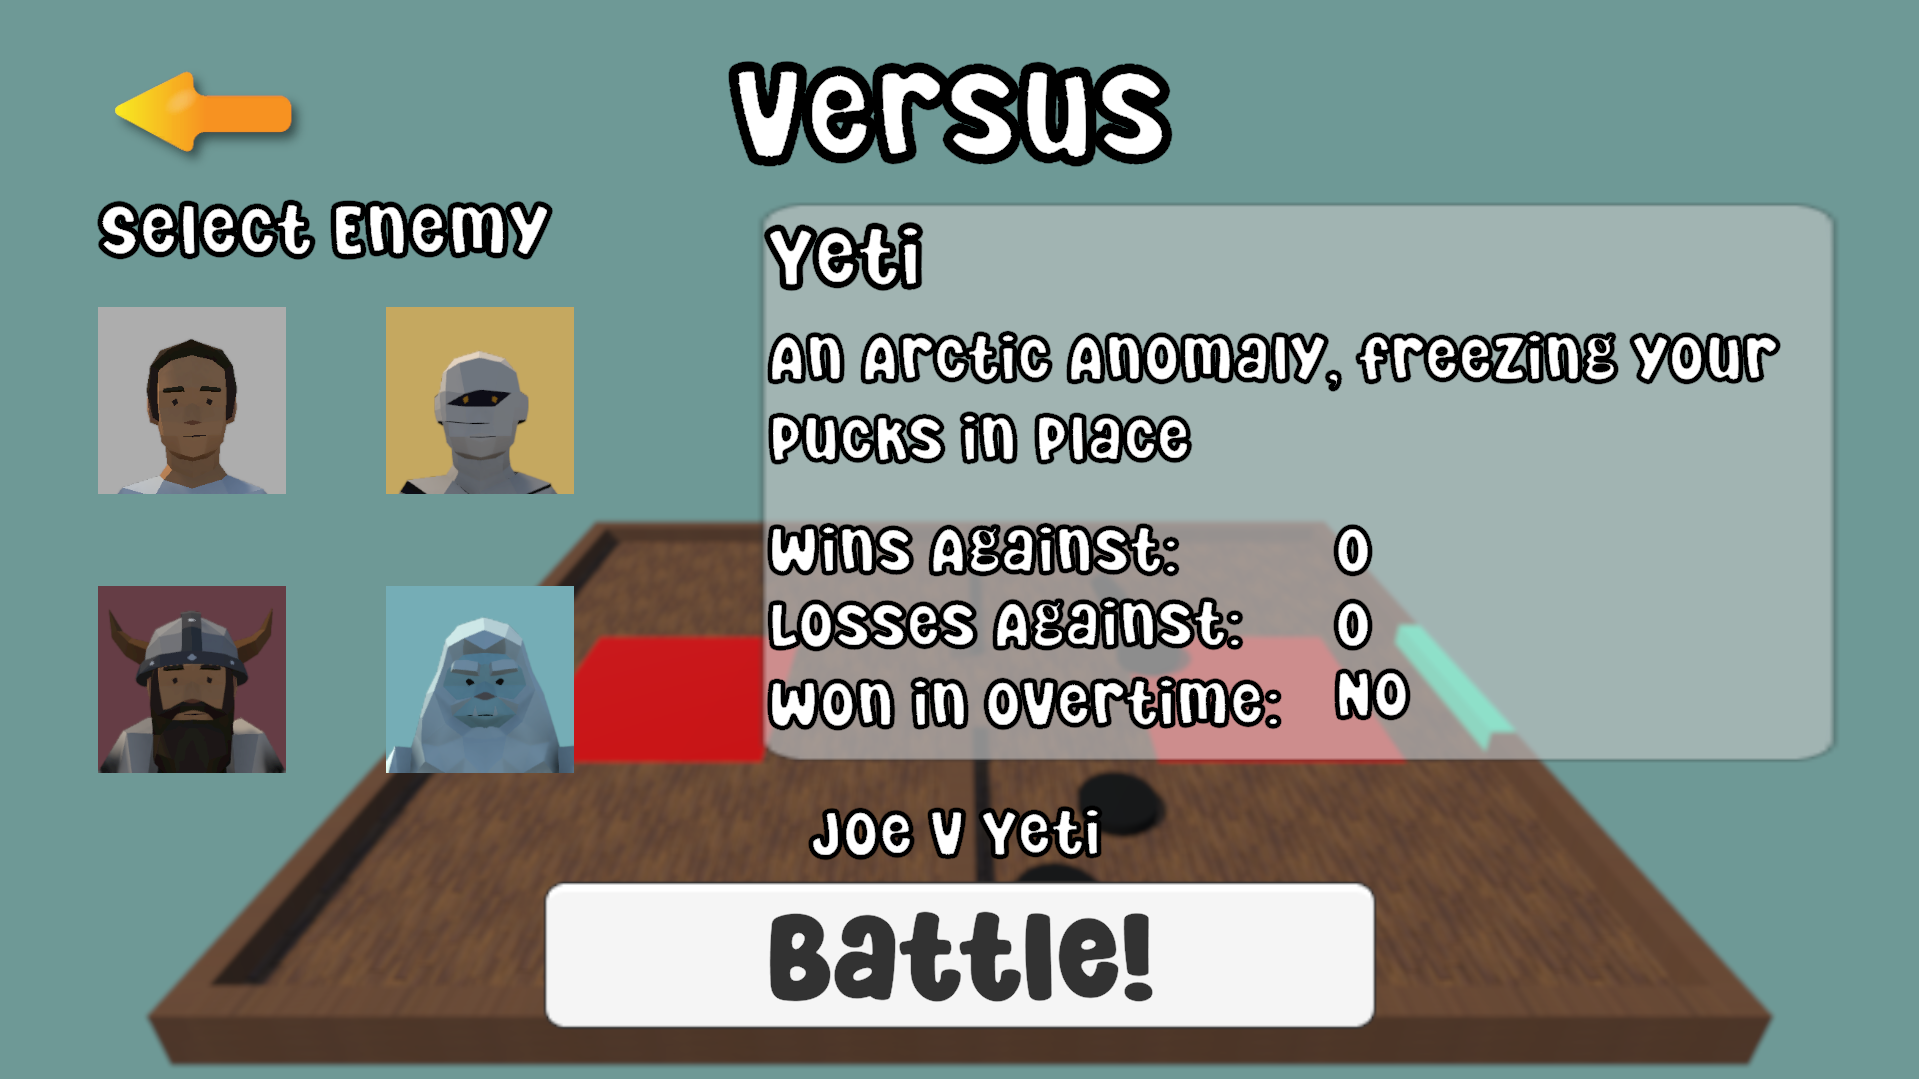 Versus
Select Enemy
Yeti
An Arctic Anomaly, freezing your
pucks in place
Wins Against: 0
Losses Against: 0
Won in Overtime: No
Joe V Yeti
Battle!